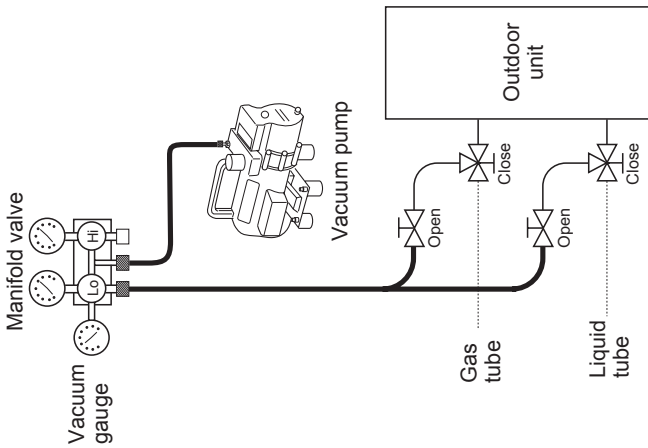 Manifold valve
Vacuum
gauge
Lo
Hi
Vacuum pump
Outdoor
unit
Open
Close
Open
Close
Gas
tube
Liquid
tube